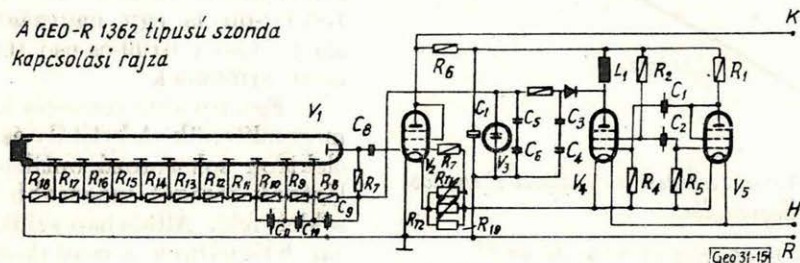 A GEO-R 1362 típusú szonda
kapcsolási rajza
K
R6
L1
R2
R1
V1
C8
C1
C5
C3
C1
C2
V2
R7
V3
C6
C4
V4
R4
R5
V5
R18
R17
R16
R15
R14
R13
R12
R11
R10
R9
R8
C9
R7
R12
R19
H
R
Geo 31-15